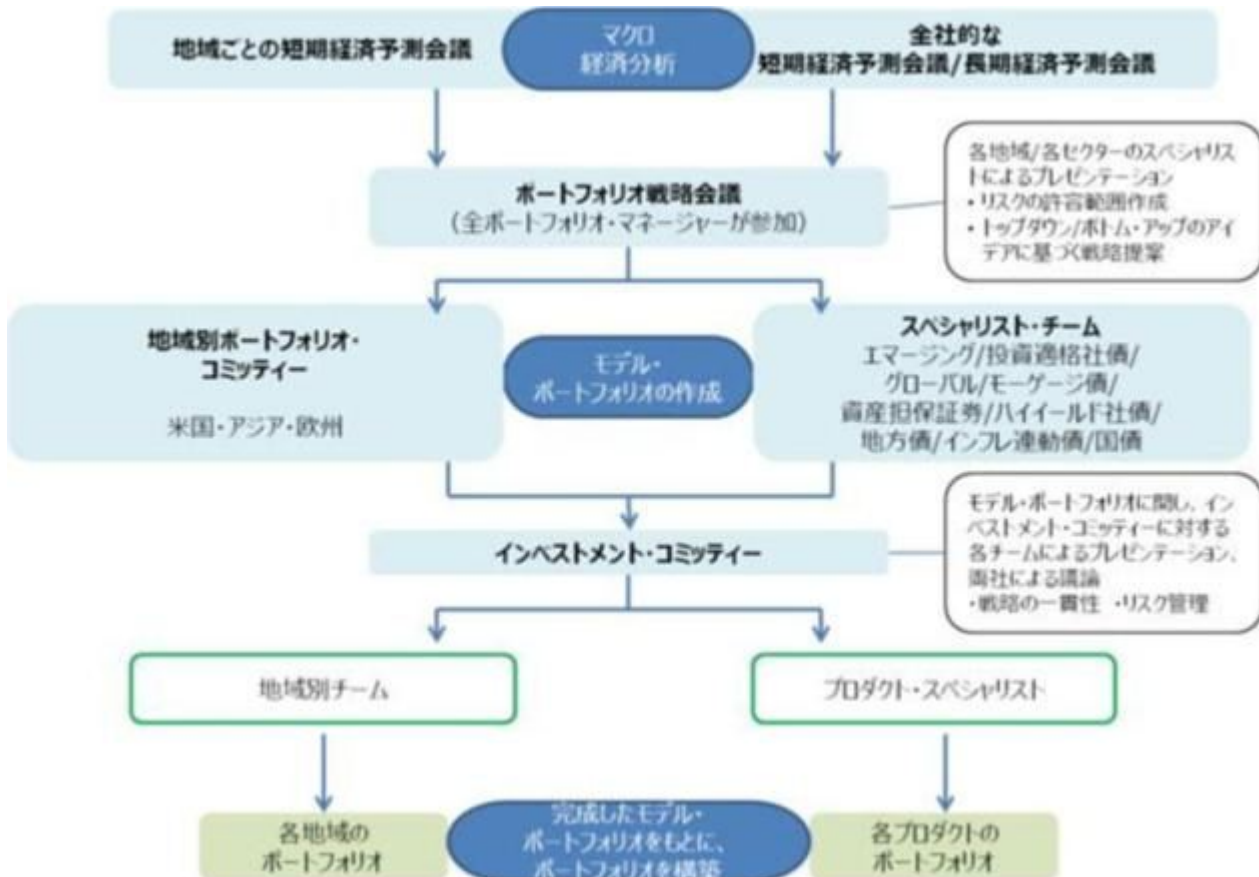 地域ごとの短期経済予測会議
マクロ
経済分析
全社的な
短期経済予測会議/長期経済予測会議
各地域/各セクターのスペシャリス
トによるプレゼンテーション
・リスクの許容範囲作成
・トップダウン/ボトム・アップのアイ
デアに基づく戦略提案
ポートフォリオ戦略会議
(全ポートフォリオ・マネージャーが参加)
地域別ポートフォリオ・
コミッティー
米国・アジア・欧州
モデル・
ポートフォリオの作成
スペシャリスト・チーム
エマージング/投資適格社債/
グローバル/モーゲージ債/
資産担保証券/ハイイールド社債/
地方債/インフレ連動債/国債
モデル・ポートフォリオに関し、イン
ベストメント・コミッティーに対する
各チームによるプレゼンテーション、
両社による議論
・戦略の一貫性 ・リスク管理
インベストメント・コミッティー
地域別チーム
プロダクト・スペシャリスト
各地域の
ポートフォリオ
完成したモデル・
ポートフォリオをもとに、
ポートフォリオを構築
各プロダクトの
ポートフォリオ